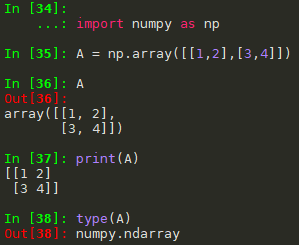 In [34]:
...: import numpy as np
In [35]: A = np.array([[1,2],[3,4]])
In [36]: A
Out[36]:
array([[1, 2],
[3, 4]])
In [37]: print(A)
[[1 2]
[3 4]]
In [38]: type(A)
Out[38]: numpy.ndarray